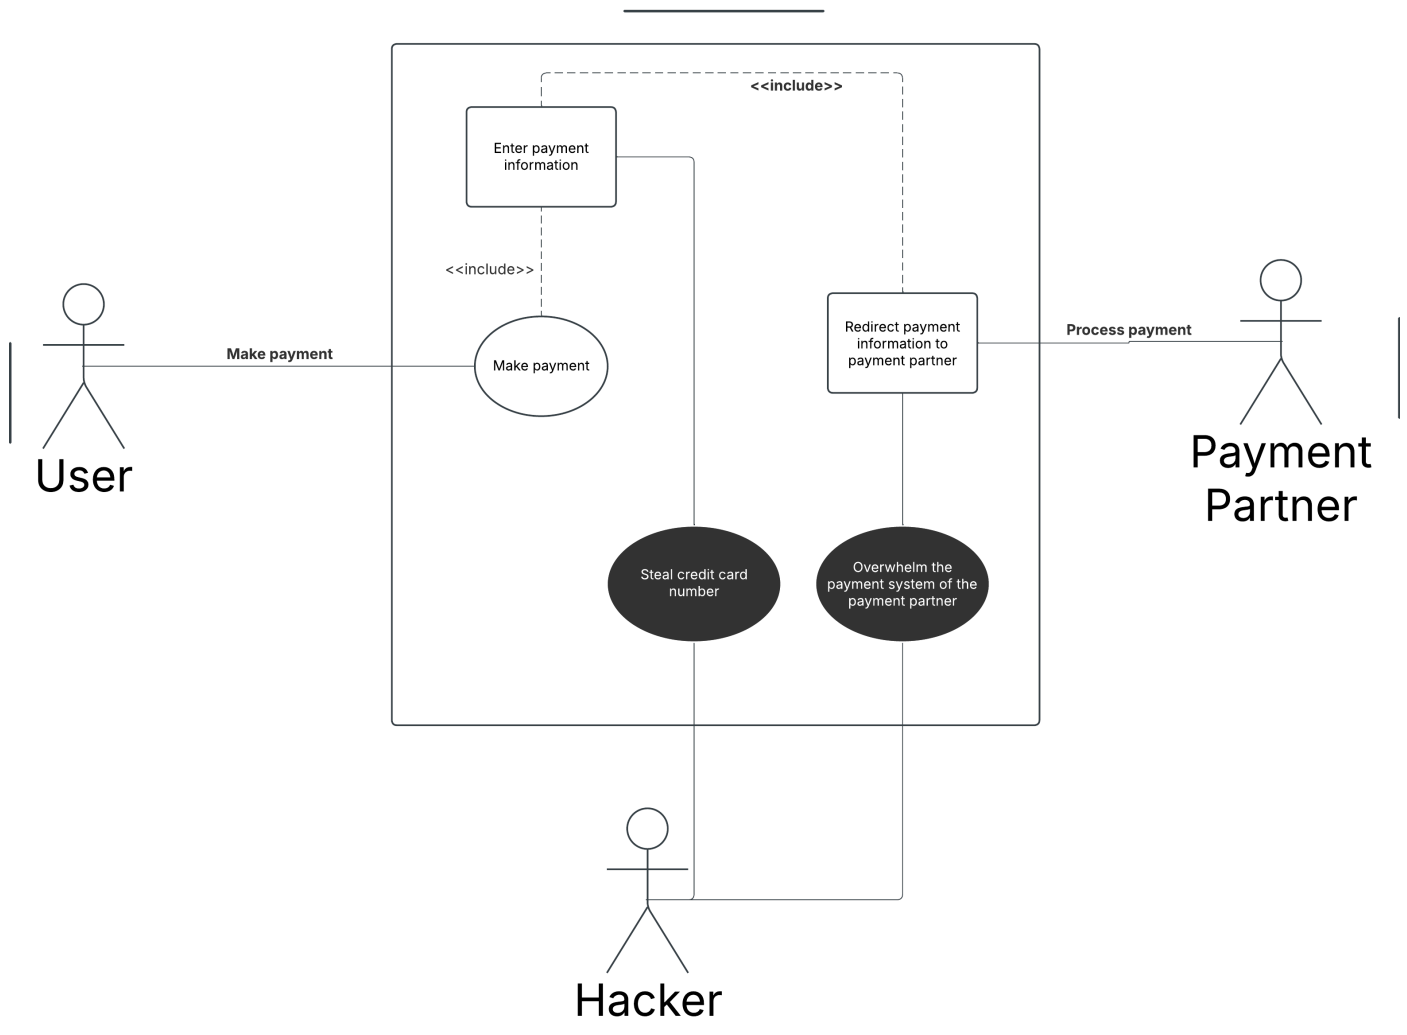 <<include>>
Enter payment
information
<<include>>
Make payment
Make payment
Redirect payment
information to
payment partner
Process payment
User
Payment
Partner
Steal credit card
number
Overwhelm the
payment system of the
payment partner
Hacker